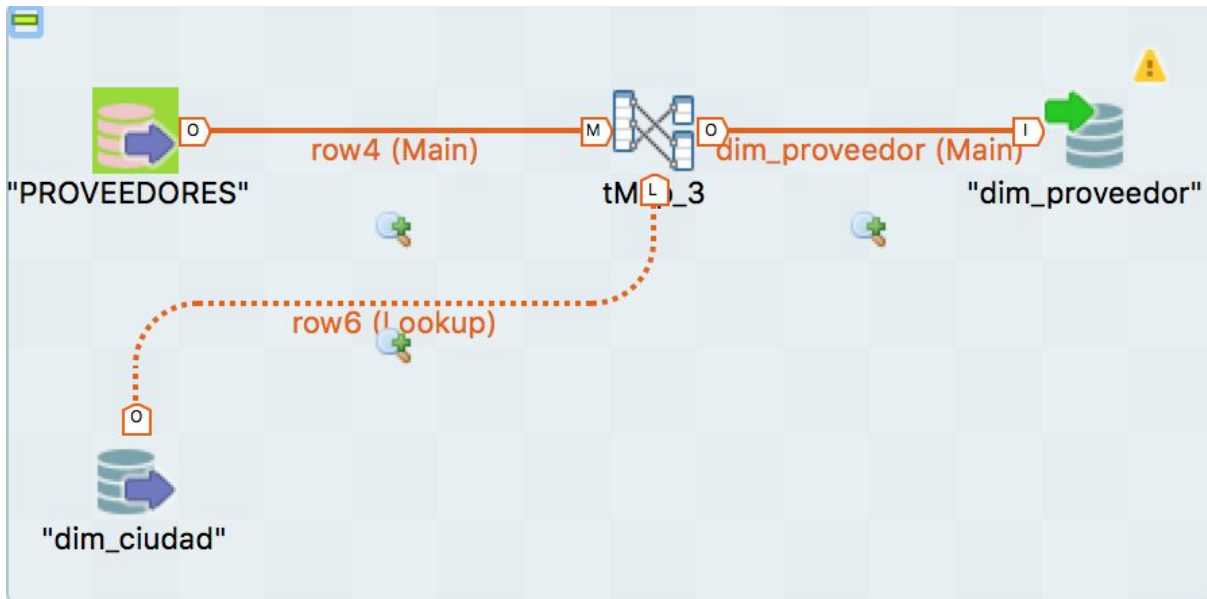 O
M
O
I
row4 (Main)
dim_proveedor (Main)
"PROVEEDORES"
L
"dim_proveedor"
row6 (Lookup)
O
"dim_ciudad"